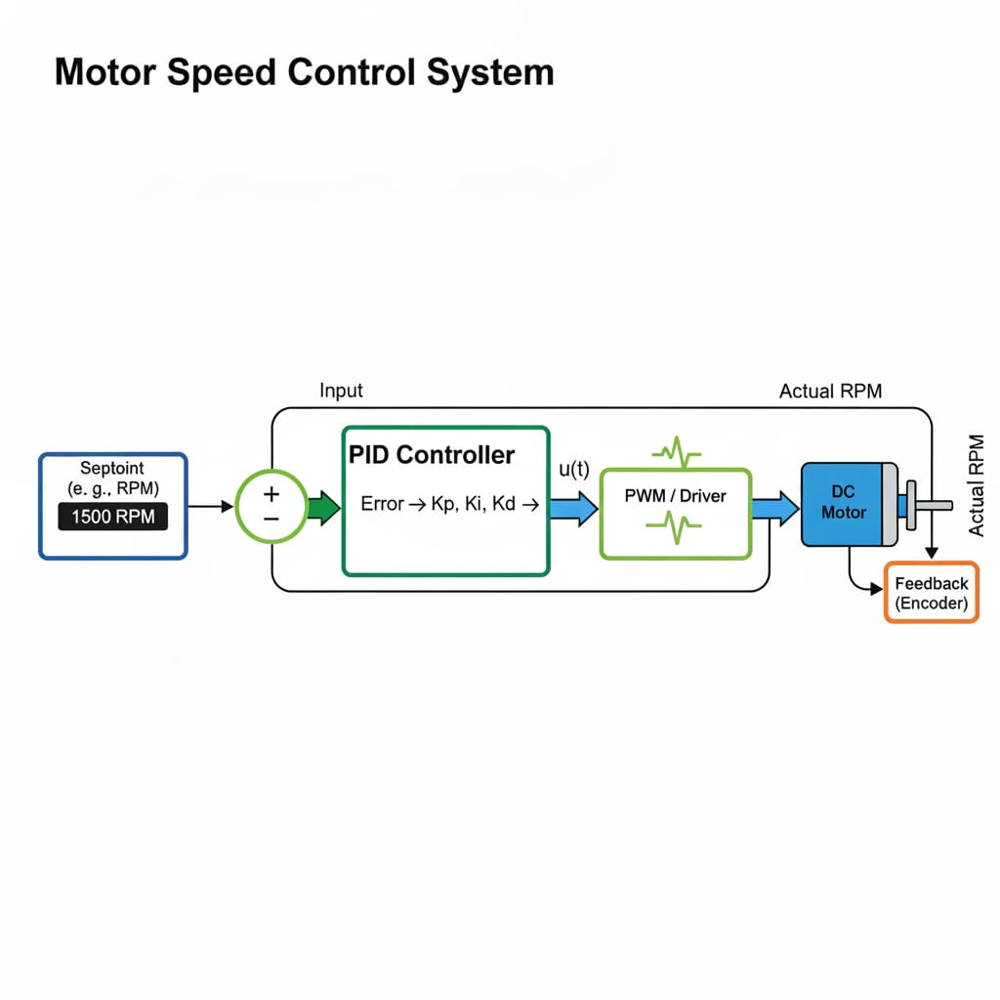 Motor Speed Control System
Input
Actual RPM
Septoint
(e. g., RPM)
1500 RPM
+
−
PID Controller
Error → Kp, Ki, Kd →
u(t)
PWM / Driver
DC
Motor
Actual RPM
Feedback
(Encoder)